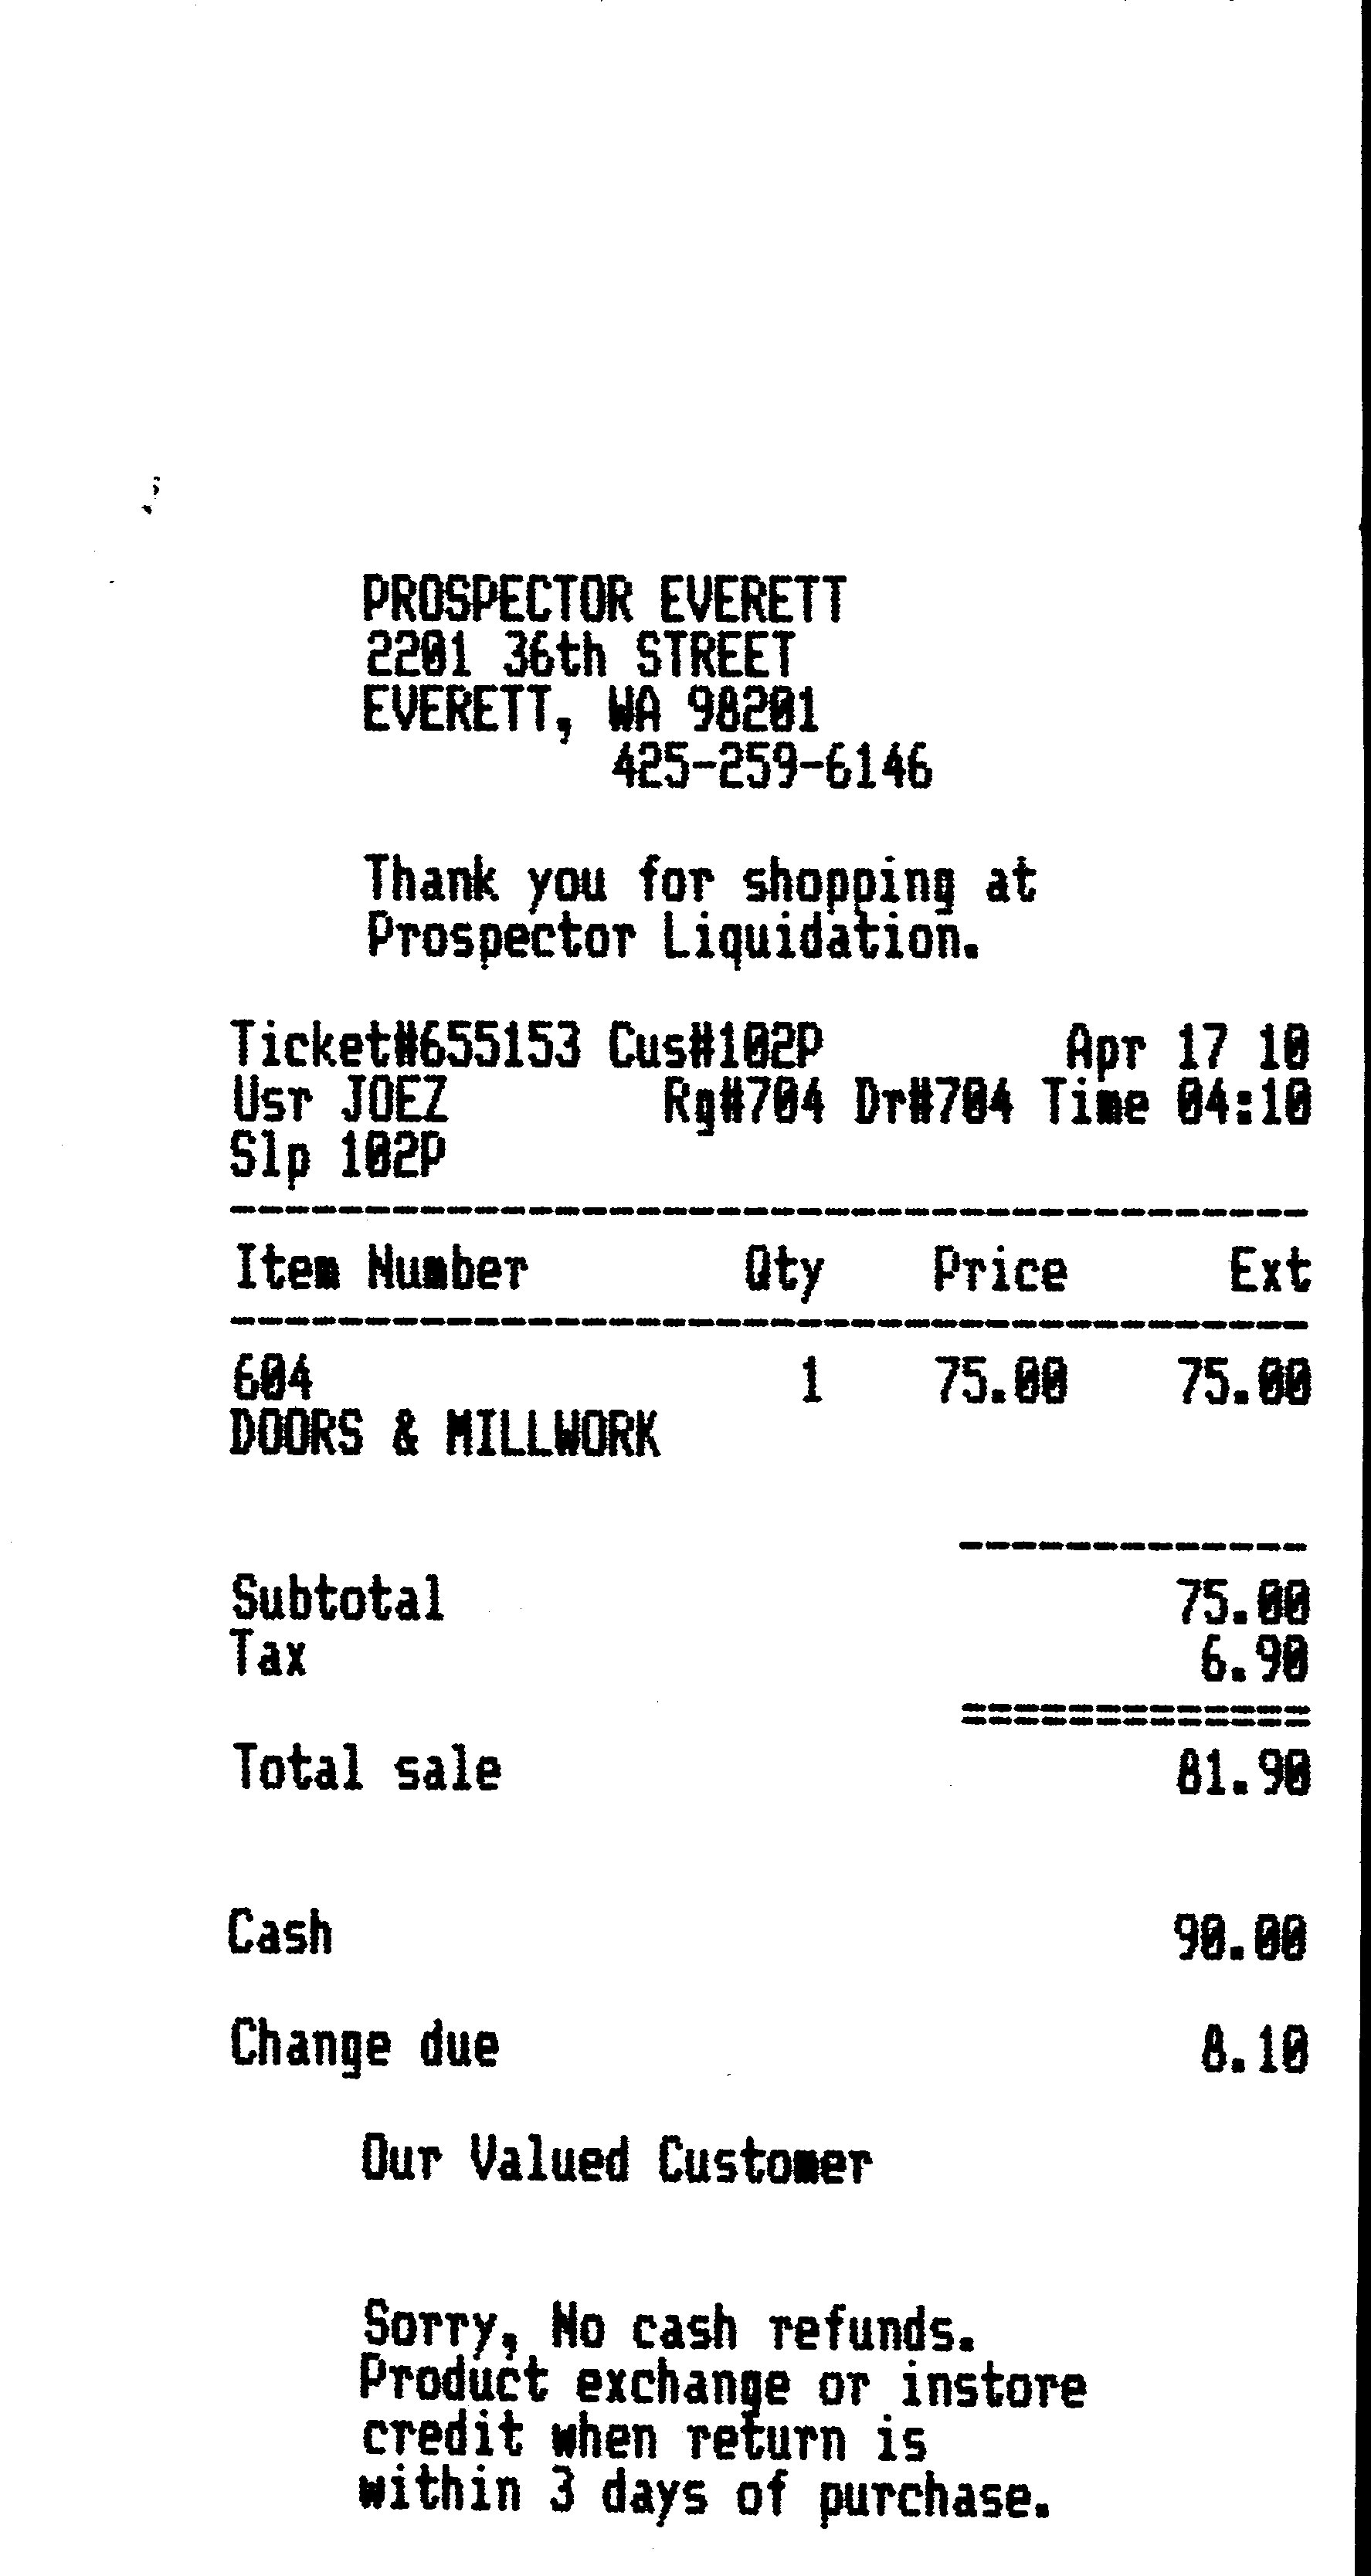 PROSPECTOR EVERETT
2201 36th STREET
EVERETT, WA 98201
425-259-6146
Thank you for shopping at
Prospector Liquidation.
Ticket#655153 Cus#102P Apr 17 10
Usr JOEZ Rg#704 Dr#704 Time 04:10
Slp 102P
--------------------------------
Item Number Qty Price Ext
--------------------------------
604 1 75.00 75.00
DOORS & MILLWORK
-------------
Subtotal 75.00
Tax 6.90
=============
Total sale 81.90
Cash 90.00
Change due 8.10
Our Valued Customer
Sorry, No cash refunds.
Product exchange or instore
credit when return is
within 3 days of purchase.